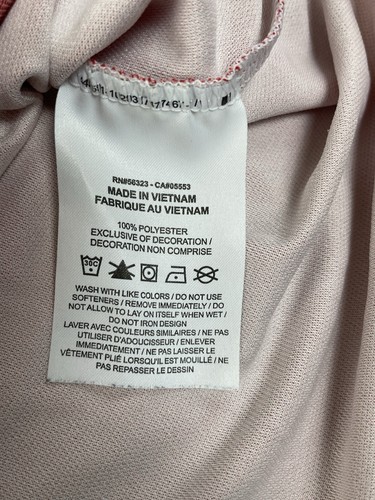 RN#56323 - CA#05553
MADE IN VIETNAM
FABRIQUE AU VIETNAM
100% POLYESTER
EXCLUSIVE OF DECORATION /
DECORATION NON COMPRISE
30C
WASH WITH LIKE COLORS / DO NOT USE
SOFTENERS / REMOVE IMMEDIATELY / DO
NOT ALLOW TO LAY ON ITSELF WHEN WET /
DO NOT IRON DESIGN
LAVER AVEC COULEURS SIMILAIRES / NE PAS
UTILISER D'ADOUCISSEUR / ENLEVER
IMMEDIATEMENT / NE PAS LAISSER LE
VÊTEMENT PLIÉ LORSQU'IL EST MOUILLÉ / NE
PAS REPASSER LE DESSIN